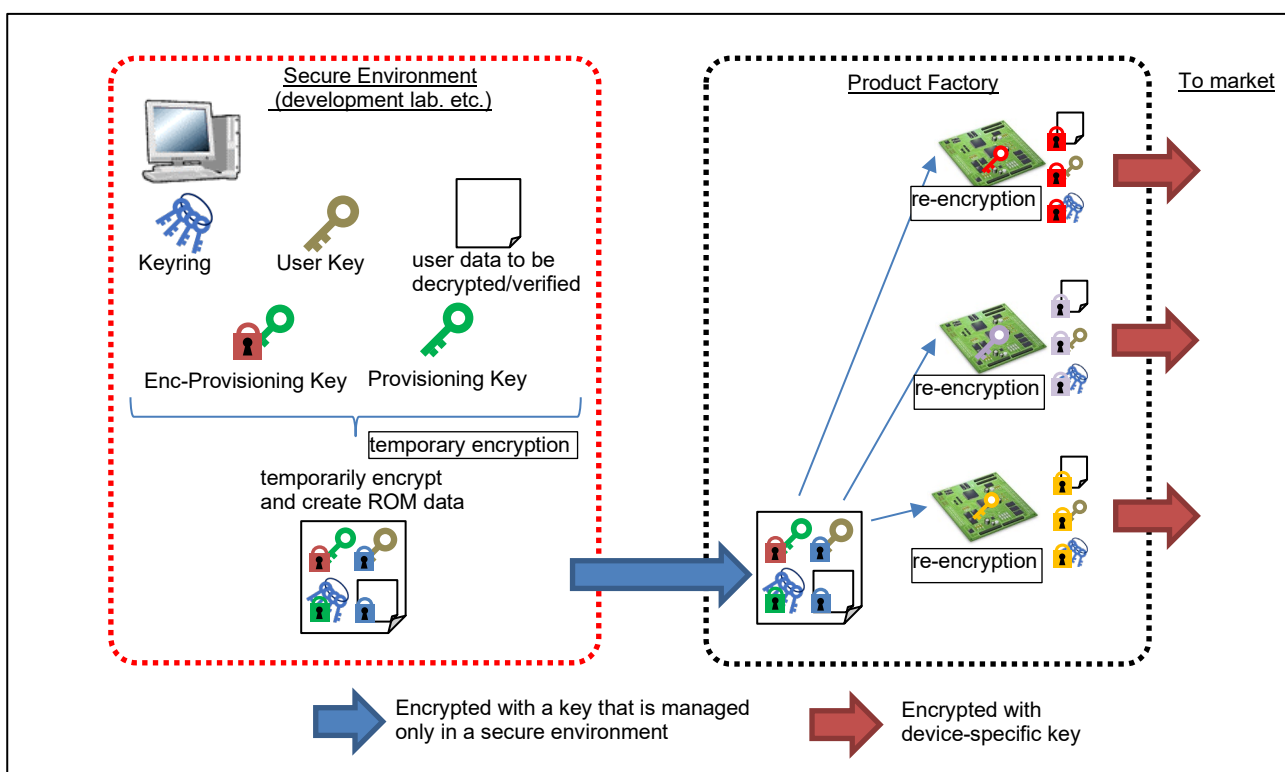 Secure Environment
(development lab. etc.)
Keyring
User Key
user data to be
decrypted/verified
Enc-Provisioning Key
Provisioning Key
temporary encryption
temporarily encrypt
and create ROM data
Product Factory
re-encryption
re-encryption
re-encryption
To market
Encrypted with a key that is managed
only in a secure environment
Encrypted with
device-specific key